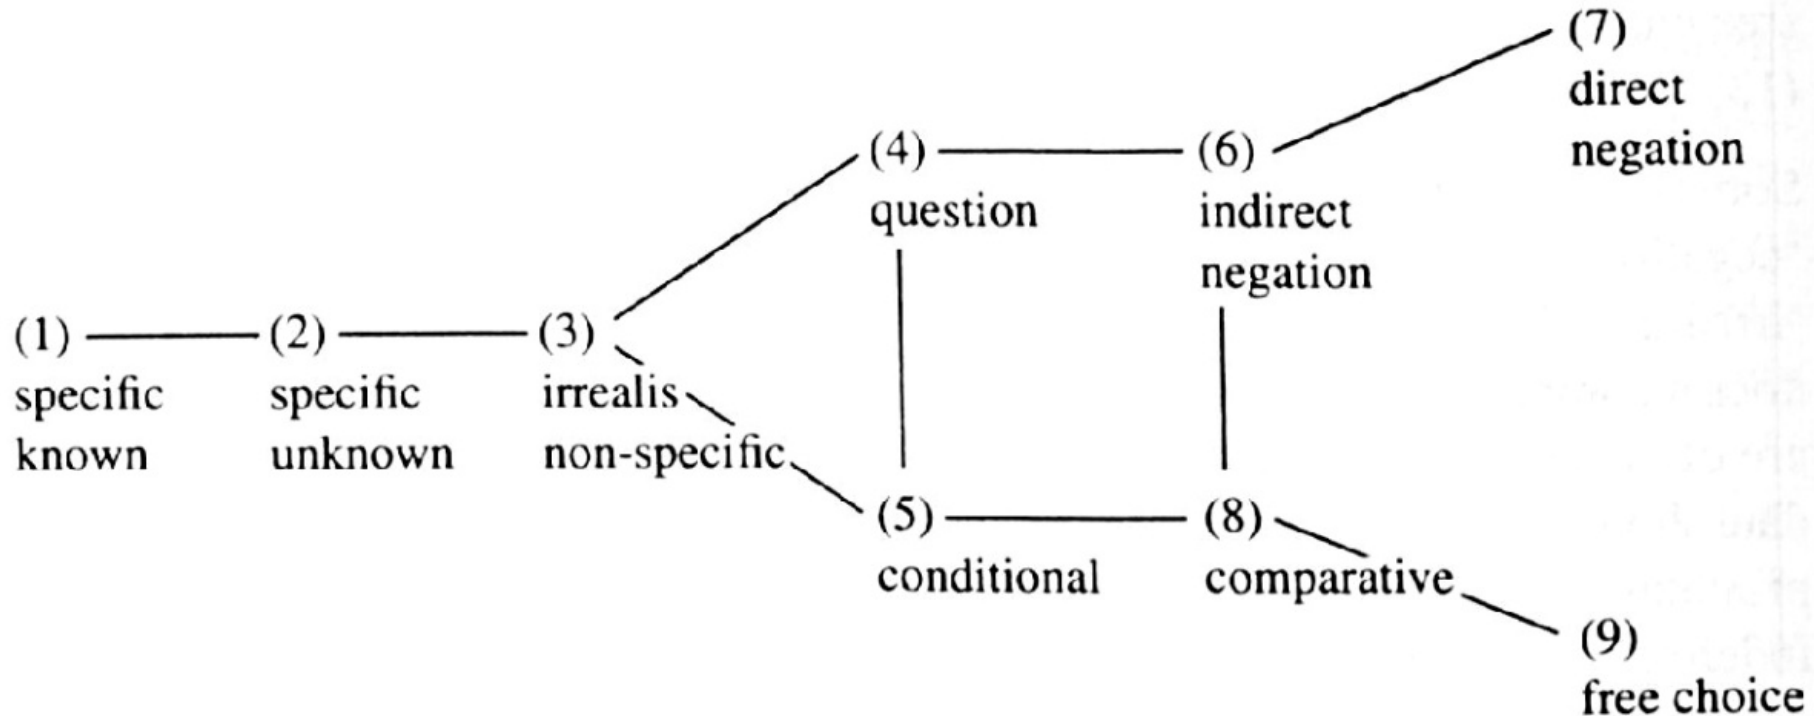 (7)
direct
negation
(4)
question
(6)
indirect
negation
(1)
specific
known
(2)
specific
unknown
(3)
irrealis
non-specific
(5)
conditional
(8)
comparative
(9)
free choice